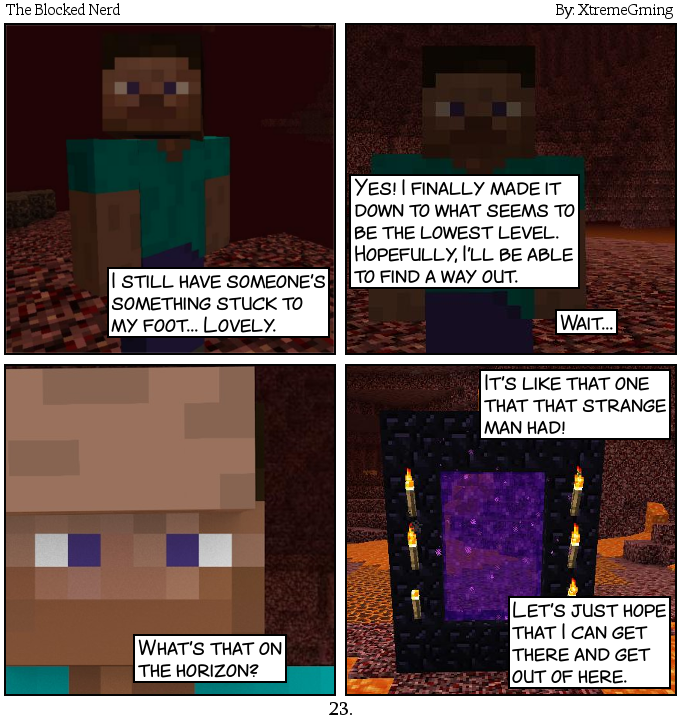 The Blocked Nerd
By: XtremeGming
I still have someone's
something stuck to
my foot... Lovely.
Yes! I finally made it
down to what seems to
be the lowest level.
Hopefully, I'll be able
to find a way out.
Wait...
What's that on
the horizon?
It's like that one
that that strange
man had!
Let's just hope
that I can get
there and get
out of here.
23.